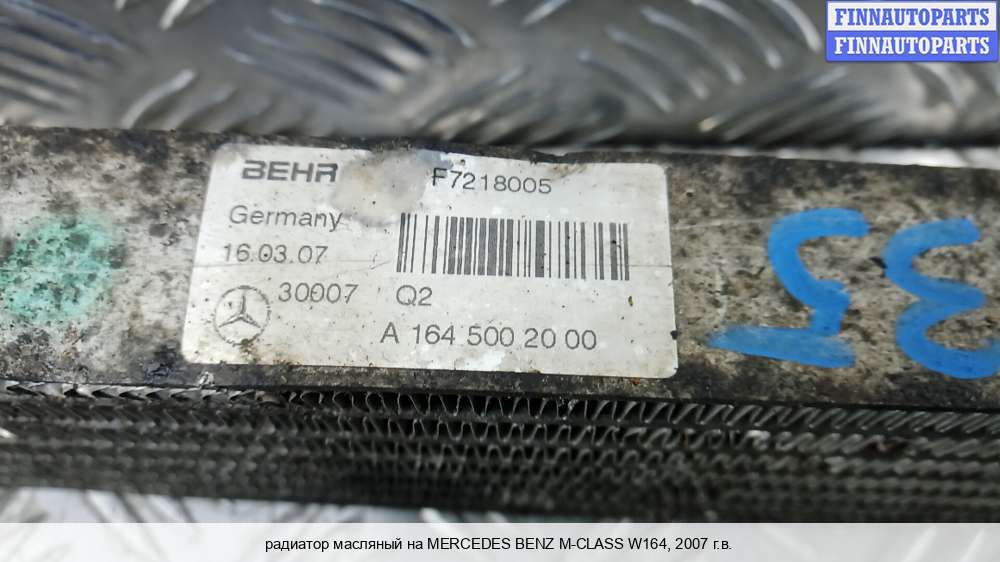 FINNAUTOPARTS
FINNAUTOPARTS
BEHR
F7218005
Germany
16.03.07
30007 Q2
A 164 500 20 00
35
радиатор масляный на MERCEDES BENZ M-CLASS W164, 2007 г.в.